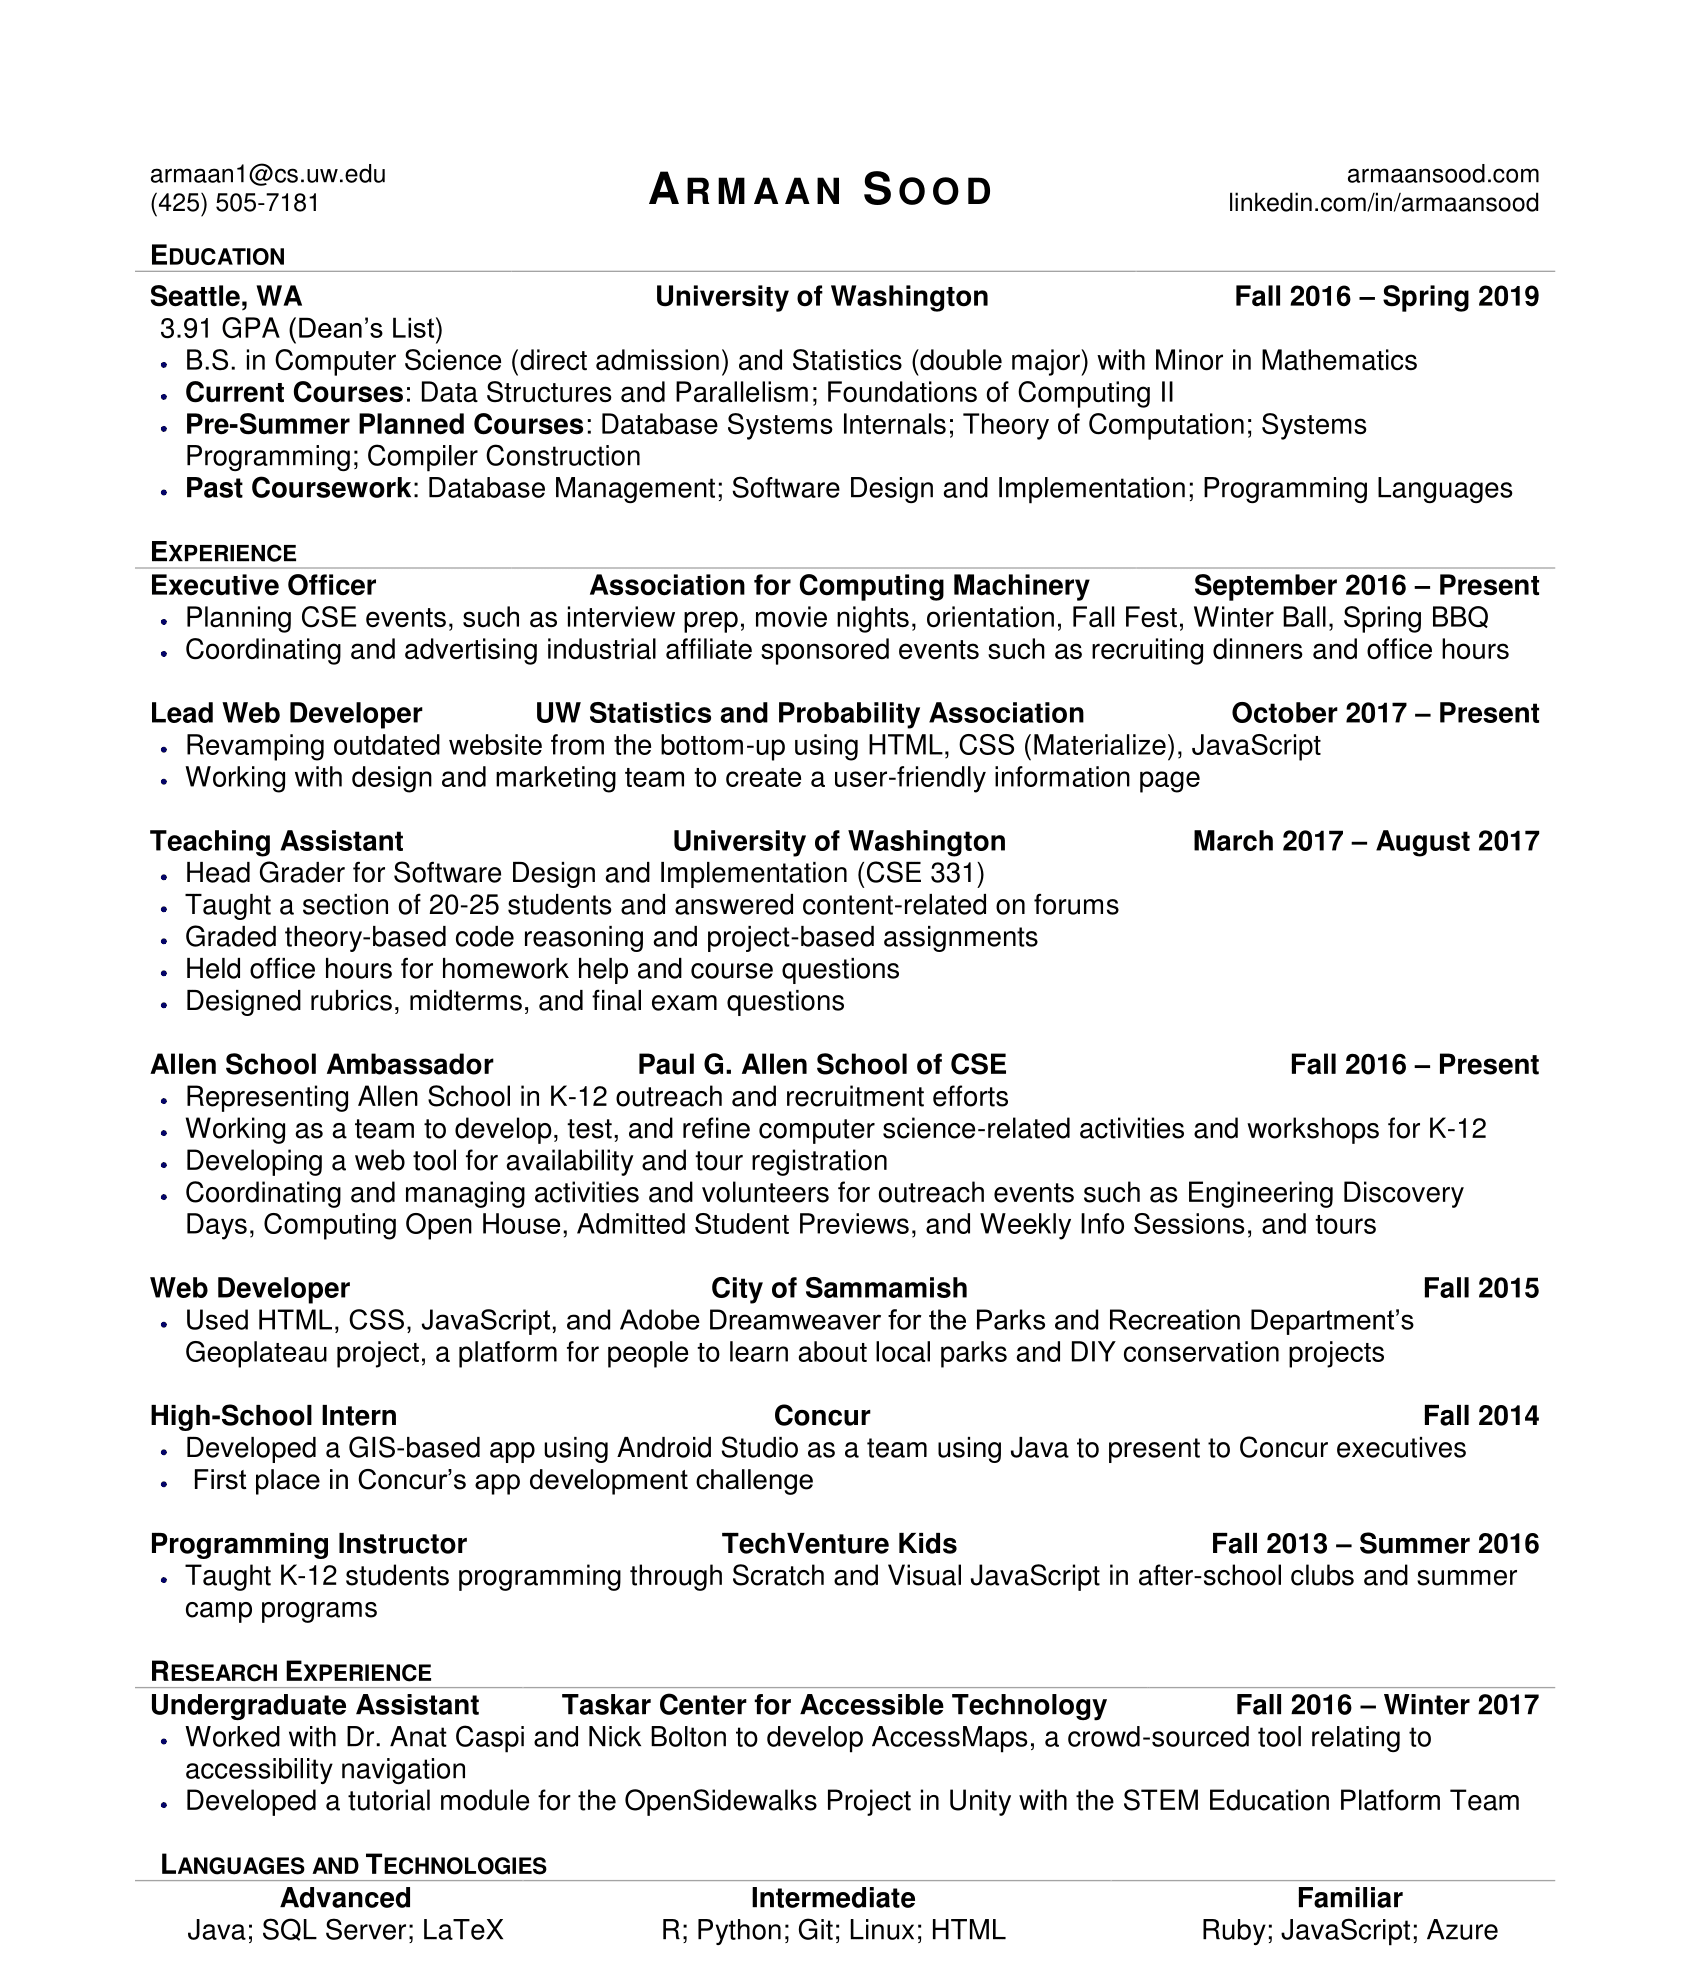 armaan1@cs.uw.edu
(425) 505-7181
ARMAAN SOOD
armaansood.com
linkedin.com/in/armaansood
EDUCATION
Seattle, WA University of Washington Fall 2016 – Spring 2019
3.91 GPA (Dean’s List)
• B.S. in Computer Science (direct admission) and Statistics (double major) with Minor in Mathematics
• Current Courses: Data Structures and Parallelism; Foundations of Computing II
• Pre-Summer Planned Courses: Database Systems Internals; Theory of Computation; Systems
Programming; Compiler Construction
• Past Coursework: Database Management; Software Design and Implementation; Programming Languages
EXPERIENCE
Executive Officer Association for Computing Machinery September 2016 – Present
• Planning CSE events, such as interview prep, movie nights, orientation, Fall Fest, Winter Ball, Spring BBQ
• Coordinating and advertising industrial affiliate sponsored events such as recruiting dinners and office hours
Lead Web Developer UW Statistics and Probability Association October 2017 – Present
• Revamping outdated website from the bottom-up using HTML, CSS (Materialize), JavaScript
• Working with design and marketing team to create a user-friendly information page
Teaching Assistant University of Washington March 2017 – August 2017
• Head Grader for Software Design and Implementation (CSE 331)
• Taught a section of 20-25 students and answered content-related on forums
• Graded theory-based code reasoning and project-based assignments
• Held office hours for homework help and course questions
• Designed rubrics, midterms, and final exam questions
Allen School Ambassador Paul G. Allen School of CSE Fall 2016 – Present
• Representing Allen School in K-12 outreach and recruitment efforts
• Working as a team to develop, test, and refine computer science-related activities and workshops for K-12
• Developing a web tool for availability and tour registration
• Coordinating and managing activities and volunteers for outreach events such as Engineering Discovery
Days, Computing Open House, Admitted Student Previews, and Weekly Info Sessions, and tours
Web Developer City of Sammamish Fall 2015
• Used HTML, CSS, JavaScript, and Adobe Dreamweaver for the Parks and Recreation Department’s
Geoplateau project, a platform for people to learn about local parks and DIY conservation projects
High-School Intern Concur Fall 2014
• Developed a GIS-based app using Android Studio as a team using Java to present to Concur executives
• First place in Concur’s app development challenge
Programming Instructor TechVenture Kids Fall 2013 – Summer 2016
• Taught K-12 students programming through Scratch and Visual JavaScript in after-school clubs and summer
camp programs
RESEARCH EXPERIENCE
Undergraduate Assistant Taskar Center for Accessible Technology Fall 2016 – Winter 2017
• Worked with Dr. Anat Caspi and Nick Bolton to develop AccessMaps, a crowd-sourced tool relating to
accessibility navigation
• Developed a tutorial module for the OpenSidewalks Project in Unity with the STEM Education Platform Team
LANGUAGES AND TECHNOLOGIES
Advanced Intermediate Familiar
Java; SQL Server; LaTeX R; Python; Git; Linux; HTML Ruby; JavaScript; Azure